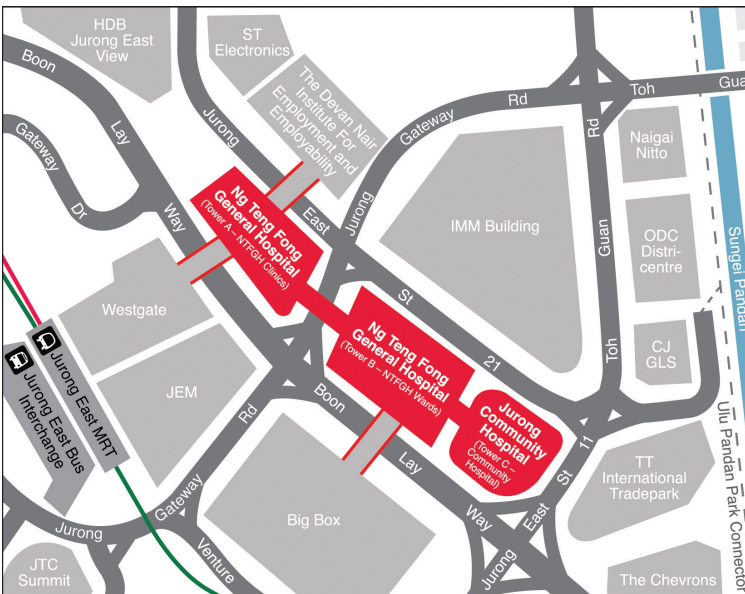 HDB
Jurong East
View
ST
Electronics
The Devan Nair
Institute For
Employment and
Employability
Boon
Lay
Way
Gateway
Dr
Jurong
East
St
21
Jurong
Gateway
Rd
Rd
Toh
Gua
Guan
Toh
Naigai
Nitto
ODC
Distri-
centre
CJ
GLS
IMM Building
Sungei Pandan
Ulu Pandan Park Connector
Ng Teng Fong
General Hospital
(Tower A – NTFGH Clinics)
Ng Teng Fong
General Hospital
(Tower B – NTFGH Wards)
Jurong
Community
Hospital
(Tower C –
Community
Hospital)
Westgate
JEM
Jurong East MRT
Jurong East Bus
Interchange
Boon
Lay
Way
Rd
Gateway
Jurong
Venture
Big Box
Jurong
East
St
11
TT
International
Tradepark
The Chevrons
JTC
Summit